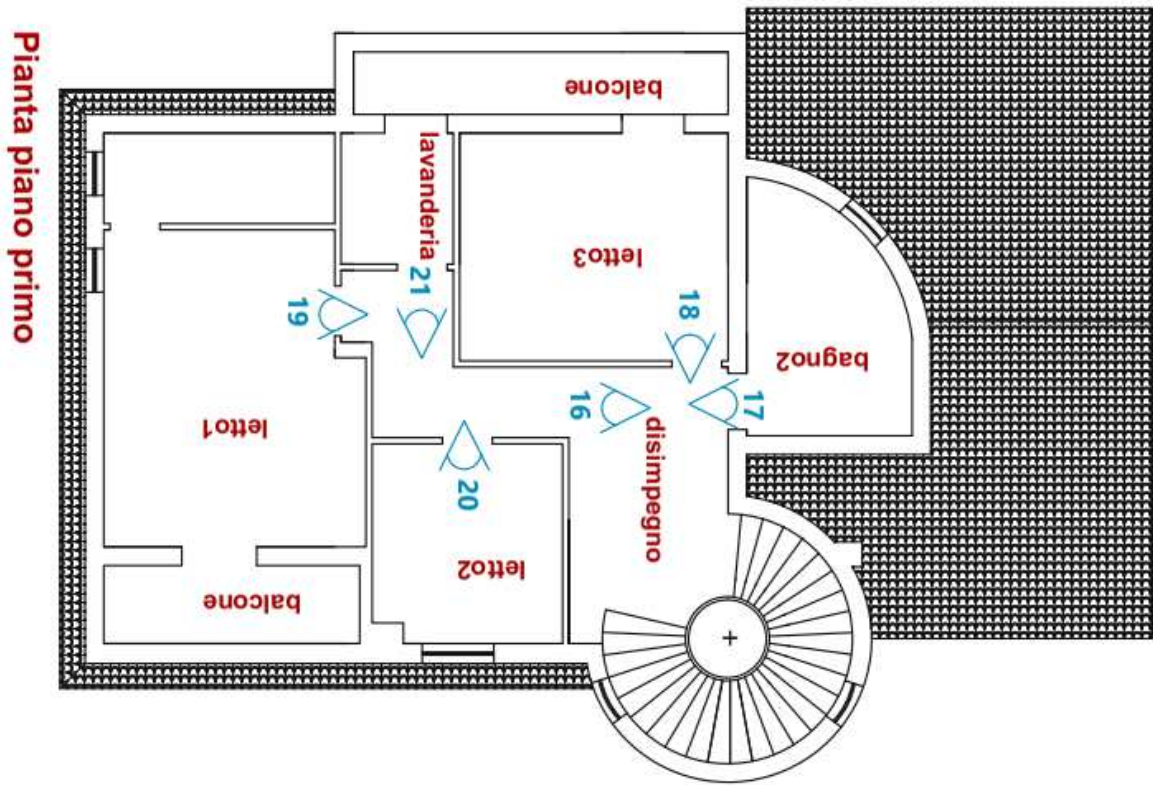 Pianta piano primo
balcone
lavanderia
letto3
bagno2
letto1
letto2
balcone
disimpegno
16
17
18
19
20
21